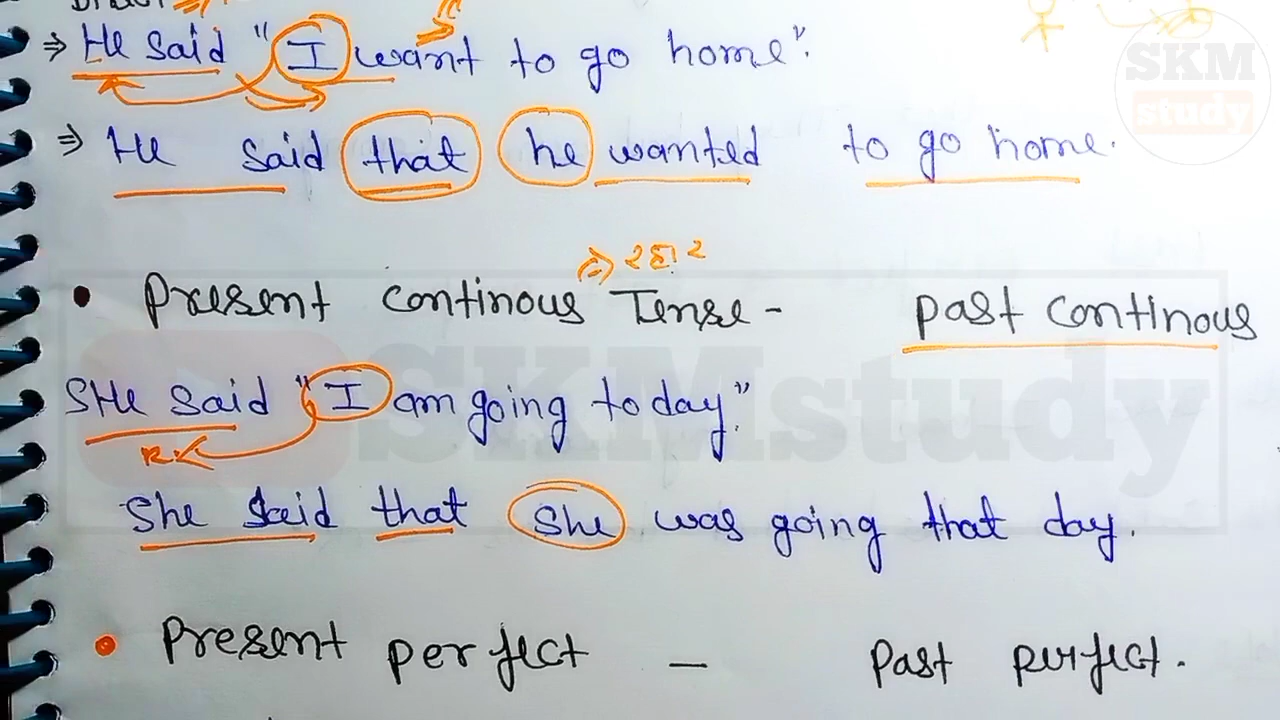 ⇒ He said "I want to go home".
SKM
study
⇒ He said that he wanted to go home.
• Present continous Tense - past continous
SKMstudy
SHe said "I am going today".
She said that she was going that day.
• Present perfect — Past perfect.